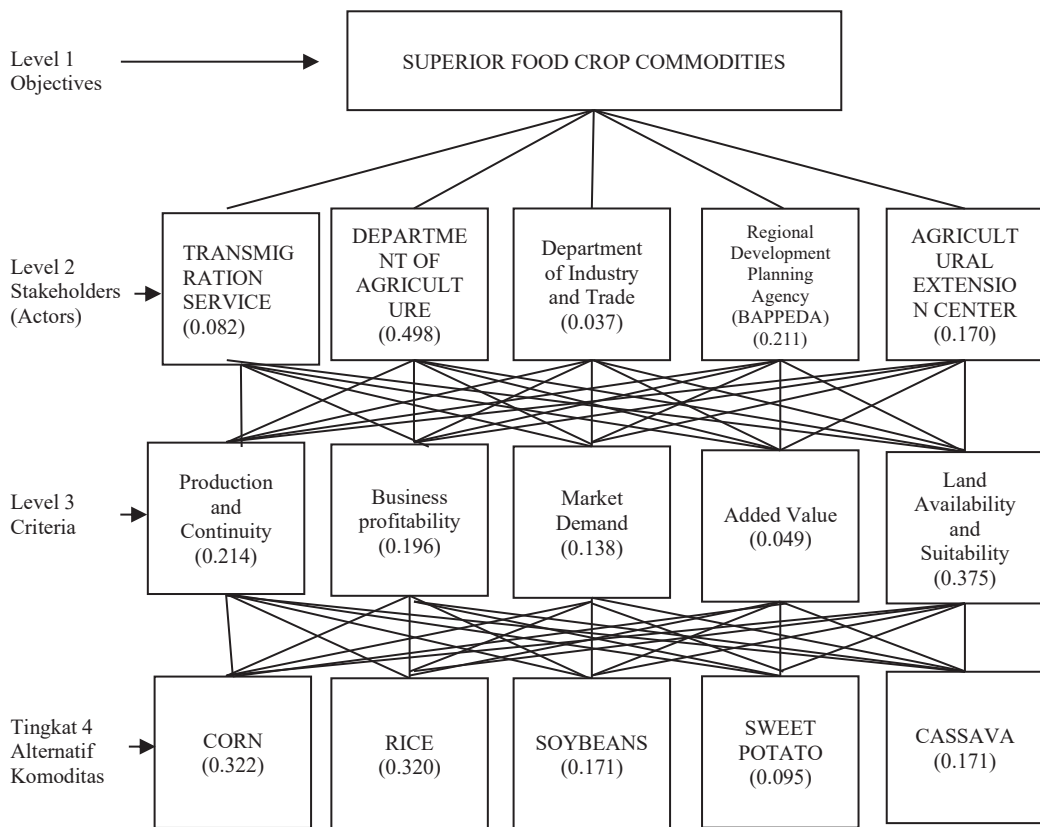 Level 1
Objectives
SUPERIOR FOOD CROP COMMODITIES
Level 2
Stakeholders
(Actors)
TRANSMIG
RATION
SERVICE
(0.082)
DEPARTME
NT OF
AGRICULT
URE
(0.498)
Department
of Industry
and Trade
(0.037)
Regional
Development
Planning
Agency
(BAPPEDA)
(0.211)
AGRICULT
URAL
EXTENSIO
N CENTER
(0.170)
Level 3
Criteria
Production
and
Continuity
(0.214)
Business
profitability
(0.196)
Market
Demand
(0.138)
Added Value
(0.049)
Land
Availability
and
Suitability
(0.375)
Tingkat 4
Alternatif
Komoditas
CORN
(0.322)
RICE
(0.320)
SOYBEANS
(0.171)
SWEET
POTATO
(0.095)
CASSAVA
(0.171)